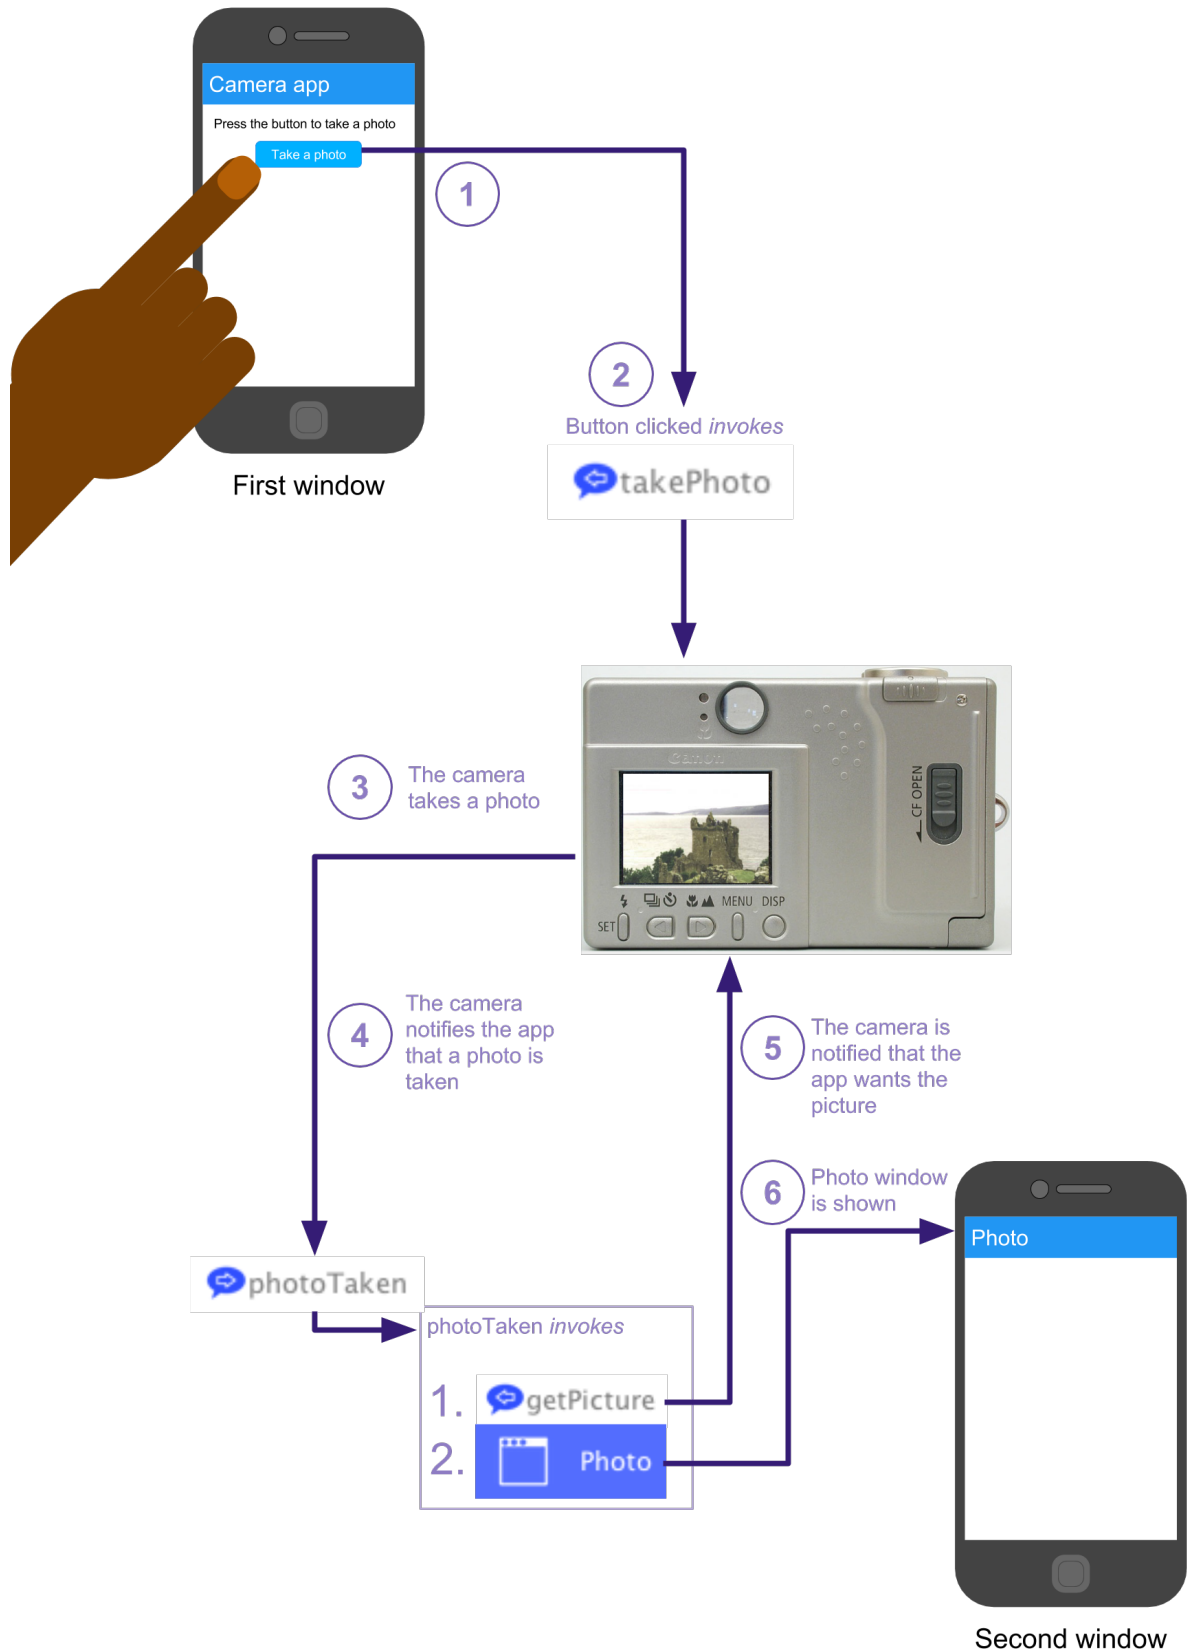 Camera app
Press the button to take a photo
Take a photo
1
First window
2
Button clicked invokes
takePhoto
Canon
CF OPEN
MENU DISP
SET
3
The camera
takes a photo
4
The camera
notifies the app
that a photo is
taken
5
The camera is
notified that the
app wants the
picture
6
Photo window
is shown
Photo
photoTaken
photoTaken invokes
1.
getPicture
2.
Photo
Second window